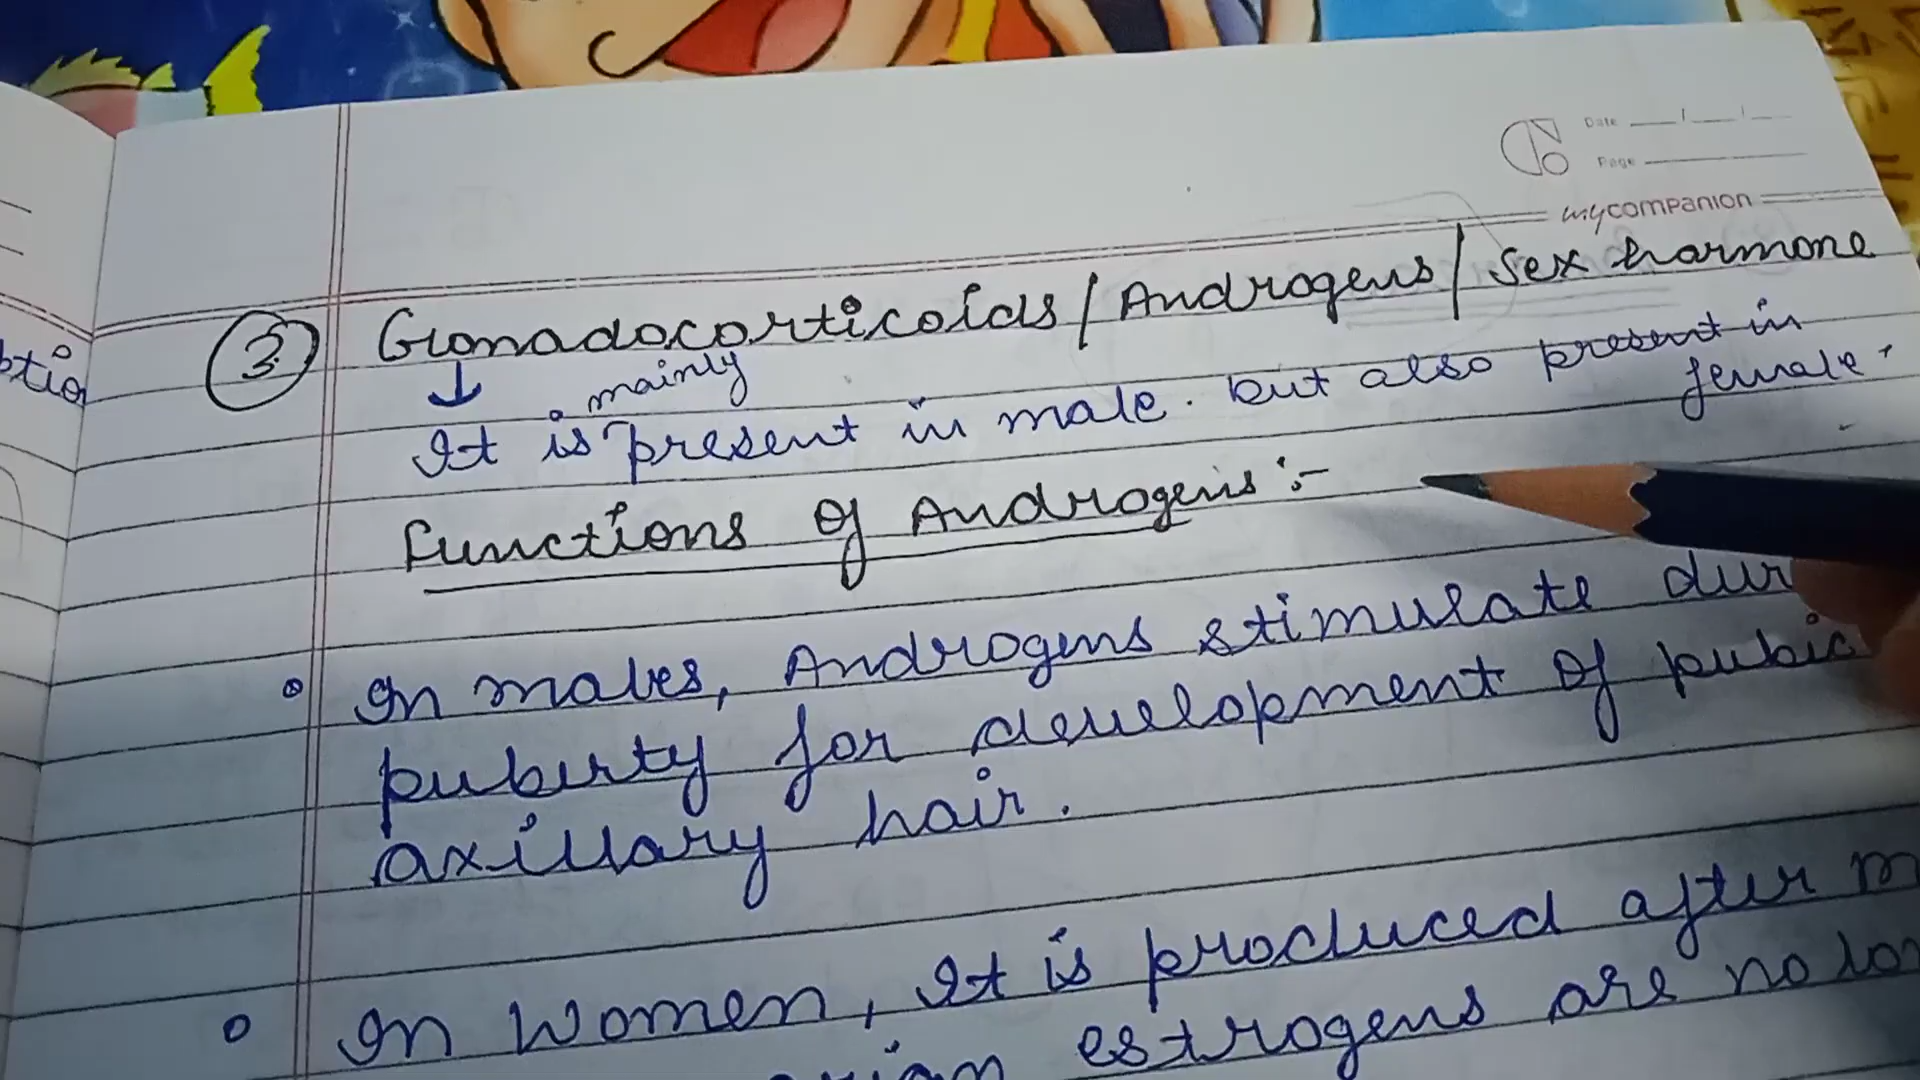 Date
Page
mycompanion
3 Gonadocorticoids / Androgens / Sex harmone
mainly
It is present in male. but also present in
female.
Functions of Androgens :-
In males, Androgens stimulate dur
puberty for development of pubic
axillary hair.
In women, It is produced after m
estrogens are no lo